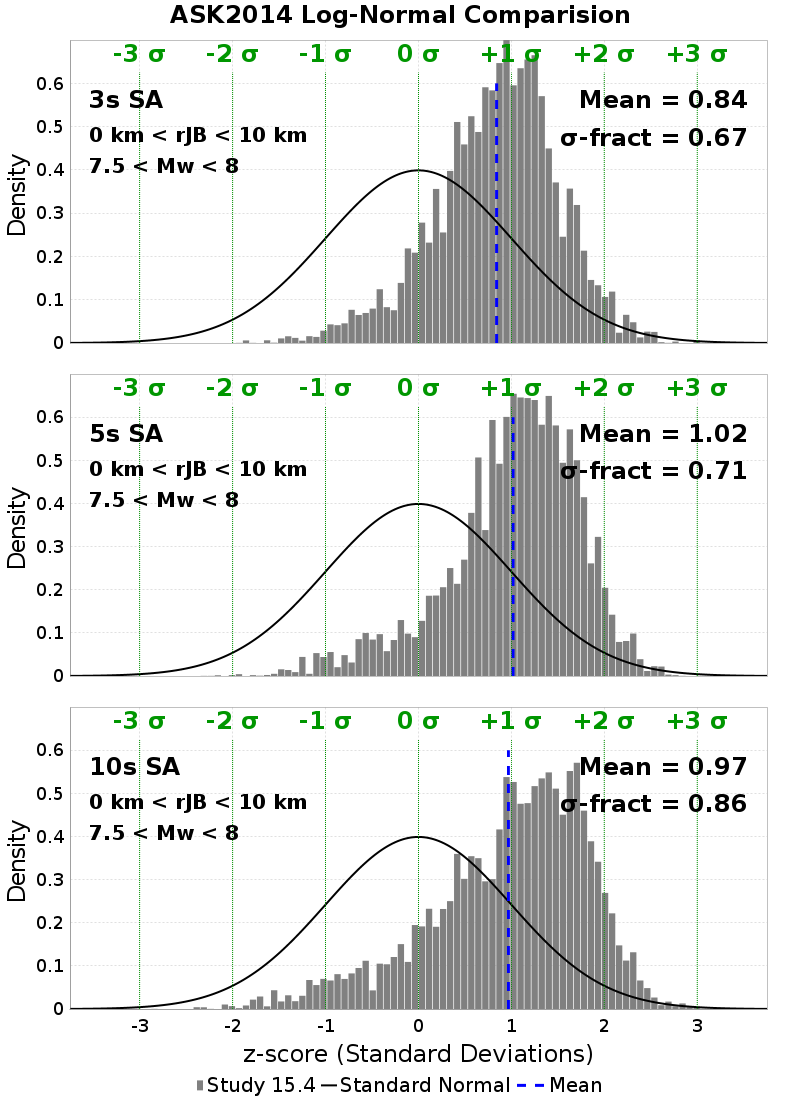 ASK2014 Log-Normal Comparision
-3 σ -2 σ -1 σ 0 σ +1 σ +2 σ +3 σ
3s SA
0 km < rJB < 10 km
7.5 < Mw < 8
Mean = 0.84
σ-fract = 0.67
Density
0.6
0.5
0.4
0.3
0.2
0.1
0
-3 σ -2 σ -1 σ 0 σ +1 σ +2 σ +3 σ
5s SA
0 km < rJB < 10 km
7.5 < Mw < 8
Mean = 1.02
σ-fract = 0.71
Density
0.6
0.5
0.4
0.3
0.2
0.1
0
-3 σ -2 σ -1 σ 0 σ +1 σ +2 σ +3 σ
10s SA
0 km < rJB < 10 km
7.5 < Mw < 8
Mean = 0.97
σ-fract = 0.86
Density
0.6
0.5
0.4
0.3
0.2
0.1
0
-3 -2 -1 0 1 2 3
z-score (Standard Deviations)
Study 15.4 Standard Normal Mean